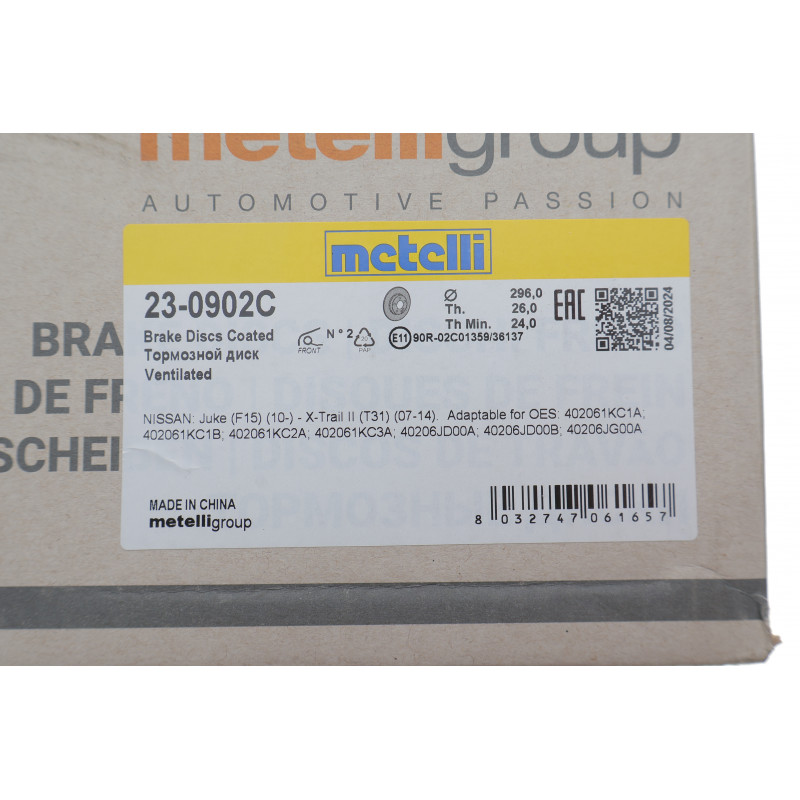 metelligroup
AUTOMOTIVE PASSION
metelli
23-0902C
Brake Discs Coated
Тормозной диск
Ventilated
FRONT
N° 2
PAP
Ø 296,0
Th. 26,0
Th Min. 24,0
E11 90R-02C01359/36137
EAC
04/08/2024
NISSAN: Juke (F15) (10-) - X-Trail II (T31) (07-14). Adaptable for OES: 402061KC1A;
402061KC1B; 402061KC2A; 402061KC3A; 40206JD00A; 40206JD00B; 40206JG00A
MADE IN CHINA
metelligroup
8 032747 061657
BRA
DE FR
SCHEI